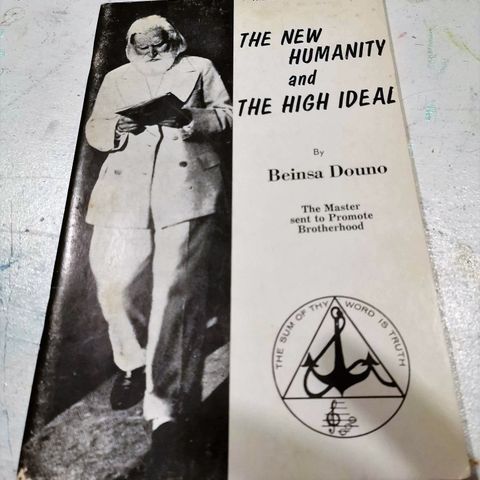 THE NEW
HUMANITY
and
THE HIGH IDEAL
By
Beinsa Douno
The Master
sent to Promote
Brotherhood
THE SUM OF THY WORD IS TRUTH